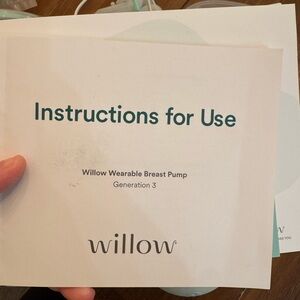 Instructions for Use
Willow Wearable Breast Pump
Generation 3
willow